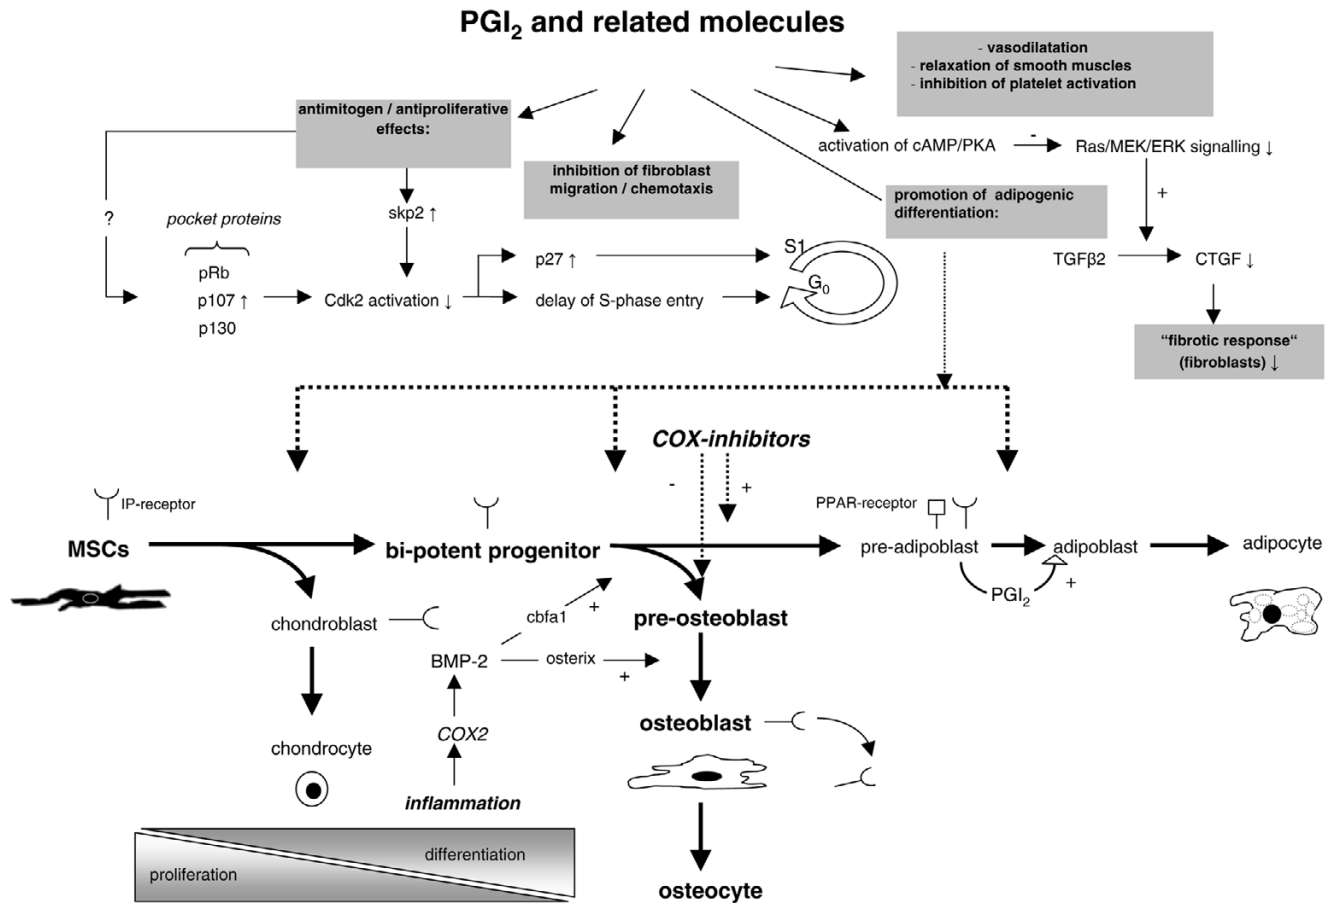 PGI2 and related molecules
- vasodilatation
- relaxation of smooth muscles
- inhibition of platelet activation
antimitogen / antiproliferative
effects:
activation of cAMP/PKA
-
Ras/MEK/ERK signalling ↓
inhibition of fibroblast
migration / chemotaxis
promotion of adipogenic
differentiation:
+
?
pocket proteins
skp2 ↑
pRb
p107 ↑
p130
Cdk2 activation ↓
p27 ↑
delay of S-phase entry
S1
G0
TGFβ2
CTGF ↓
“fibrotic response“
(fibroblasts) ↓
COX-inhibitors
-
+
IP-receptor
PPAR-receptor
MSCs
bi-potent progenitor
pre-adipoblast
adipoblast
adipocyte
PGI2
+
chondroblast
cbfa1
+
pre-osteoblast
BMP-2
osterix
+
COX2
osteoblast
chondrocyte
inflammation
differentiation
proliferation
osteocyte